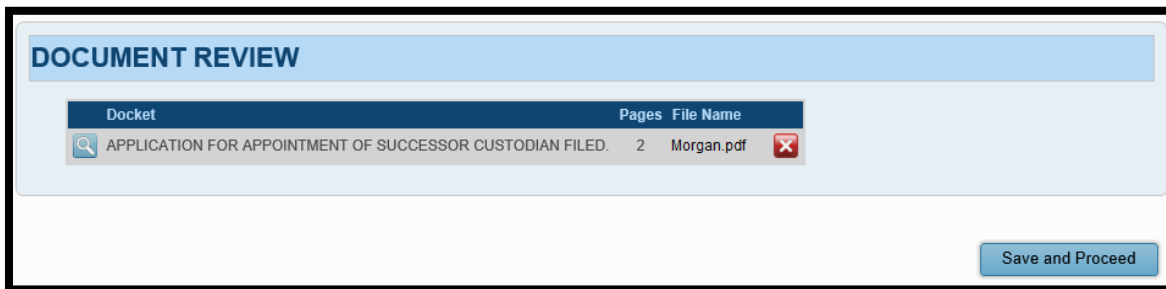 DOCUMENT REVIEW
Docket Pages File Name
APPLICATION FOR APPOINTMENT OF SUCCESSOR CUSTODIAN FILED. 2 Morgan.pdf
Save and Proceed